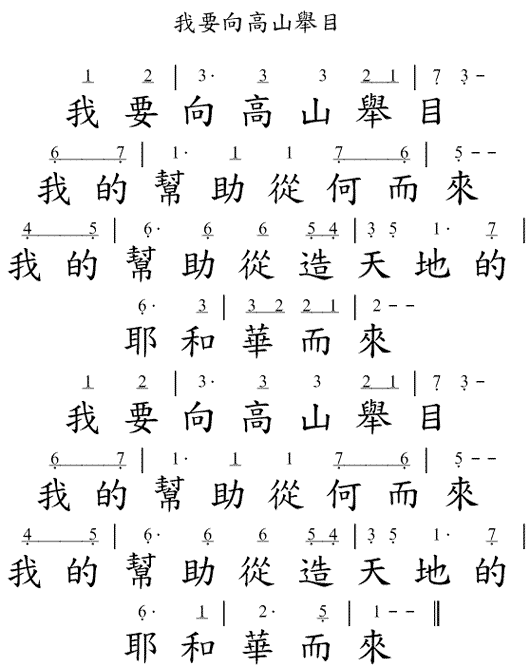 我要向高山舉目
1 2 | 3· 3 3 2 1 | 7̣ 3̣ -
我要向高山舉目
6̣ 7̣ | 1· 1 1 7̣ 6̣ | 5̣ - -
我的幫助從何而來
4̣ 5̣ | 6̣· 6̣ 6̣ 5̣ 4̣ | 3̣ 5̣ 1· 7̣ |
我的幫助從造天地的
6̣· 3̣ | 3 2 2 1 | 2 - -
耶和華而來
1 2 | 3· 3 3 2 1 | 7̣ 3̣ -
我要向高山舉目
6̣ 7̣ | 1· 1 1 7̣ 6̣ | 5̣ - -
我的幫助從何而來
4̣ 5̣ | 6̣· 6̣ 6̣ 5̣ 4̣ | 3̣ 5̣ 1· 7̣ |
我的幫助從造天地的
6̣· 1 | 2· 5̣ | 1 - - ‖
耶和華而來